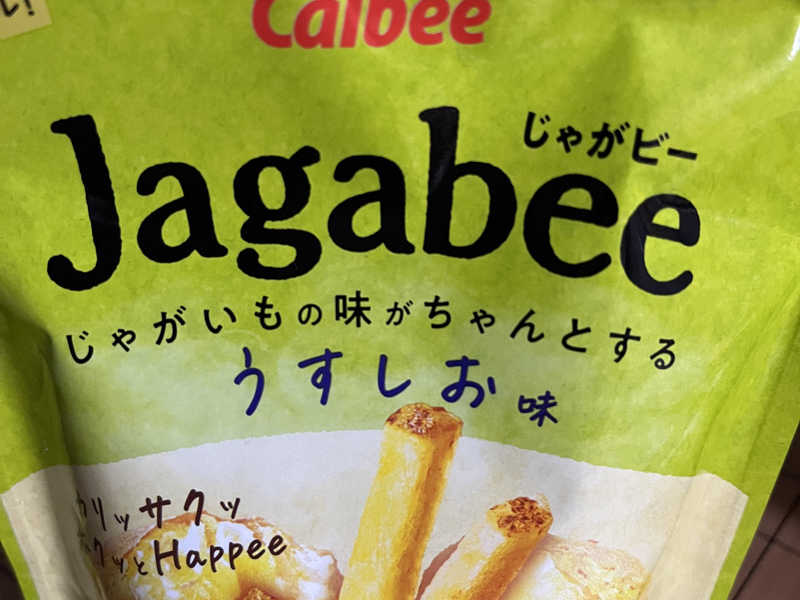 レ!
Calbee
じゃがビー
Jagabee
じゃがいもの味がちゃんとする
うすしお味
リッサクッ
クッとHappee